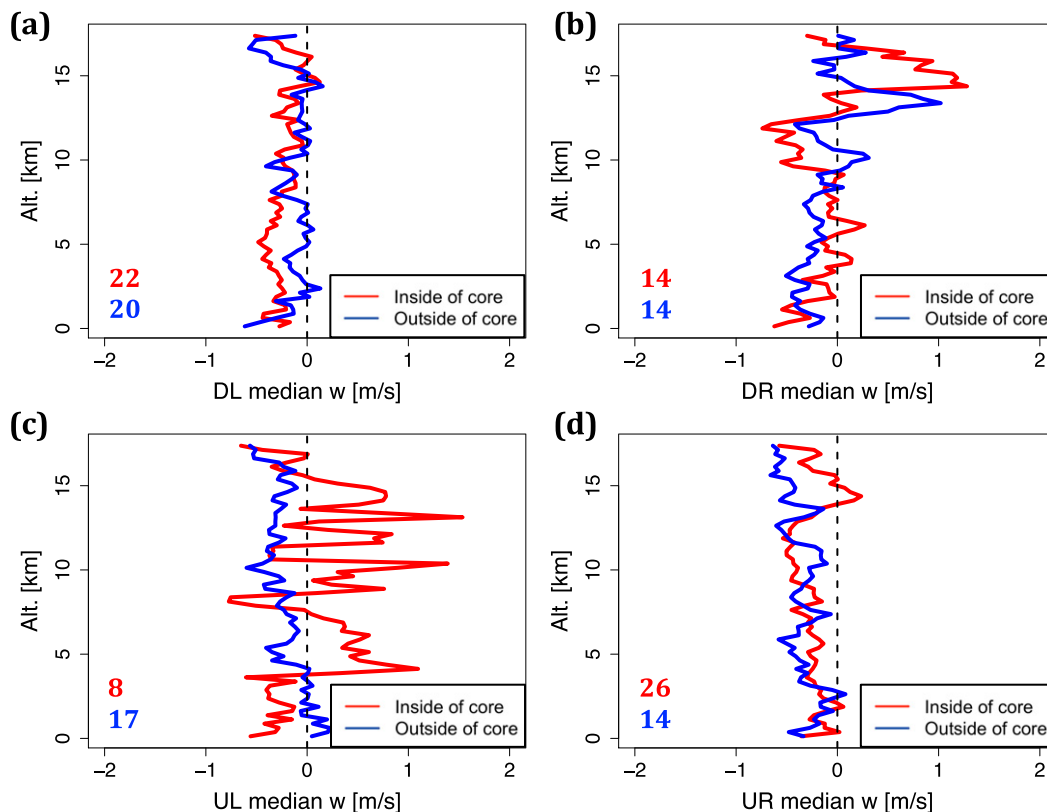 (a)
Alt. [km]
15
10
5
0
22
20
Inside of core
Outside of core
−2 −1 0 1 2
DL median w [m/s]
(b)
Alt. [km]
15
10
5
0
14
14
Inside of core
Outside of core
−2 −1 0 1 2
DR median w [m/s]
(c)
Alt. [km]
15
10
5
0
8
17
Inside of core
Outside of core
−2 −1 0 1 2
UL median w [m/s]
(d)
Alt. [km]
15
10
5
0
26
14
Inside of core
Outside of core
−2 −1 0 1 2
UR median w [m/s]